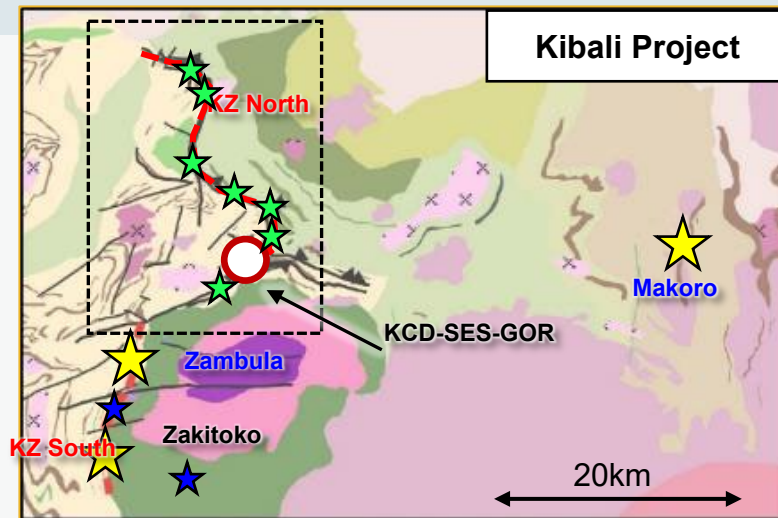 Kibali Project
KZ North
Makoro
KCD-SES-GOR
Zambula
Zakitoko
KZ South
20km